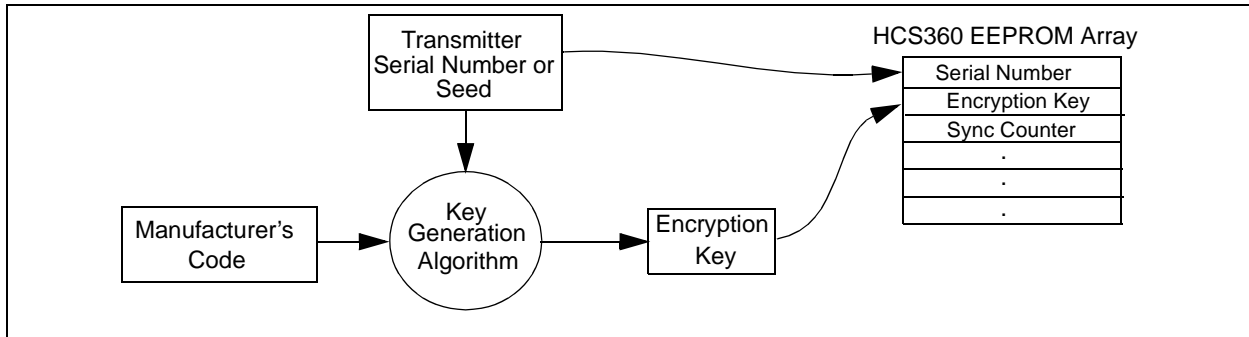 Transmitter
Serial Number or
Seed
HCS360 EEPROM Array
Serial Number
Encryption Key
Sync Counter
.
.
.
Manufacturer's
Code
Key
Generation
Algorithm
Encryption
Key